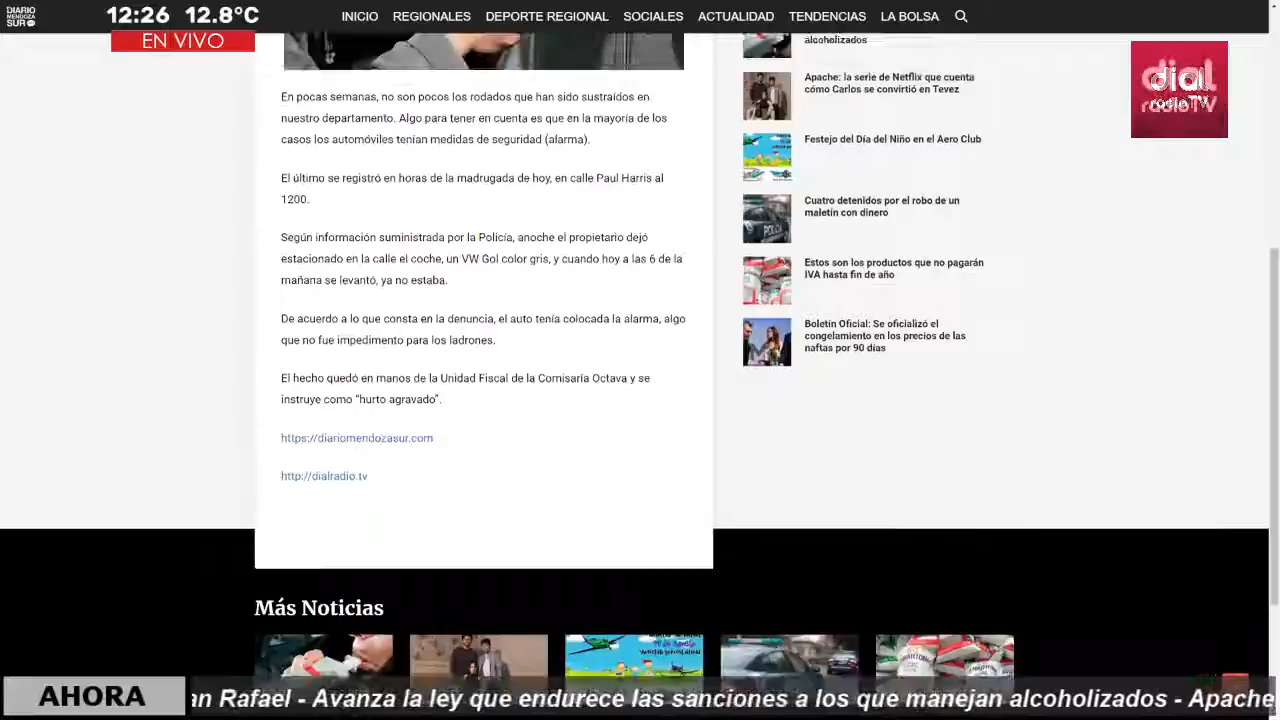 DIARIO
MENDOZA
SUR
12:26 12.8°C
EN VIVO
INICIO REGIONALES DEPORTE REGIONAL SOCIALES ACTUALIDAD TENDENCIAS LA BOLSA
dial
radioTV
En pocas semanas, no son pocos los rodados que han sido sustraídos en
nuestro departamento. Algo para tener en cuenta es que en la mayoría de los
casos los automóviles tenían medidas de seguridad (afarma).
El último se registró en horas de la madrugada de hoy, en calle Paul Harris al
1200.
Según información suministrada por la Policía, anoche el propietario dejó
estacionado en la calle el coche, un VW Gol color gris, y cuando hoy a las 6 de la
mañana se levantó, ya no estaba.
De acuerdo a lo que consta en la denuncia, el auto tenía colocada la alarma, algo
que no fue impedimento para los ladrones.
El hecho quedó en manos de la Unidad Fiscal de la Comisaría Octava y se
instruye como “hurto agravado”.
https://diariomendozasur.com
http://dialradio.tv
alcoholizados
Apache: la serie de Netflix que cuenta
cómo Carlos se convirtió en Tevez
Festejo del Día del Niño en el Aero Club
Cuatro detenidos por el robo de un
maletín con dinero
POLICIA
Estos son los productos que no pagarán
IVA hasta fin de año
Boletín Oficial: Se oficializó el
congelamiento en los precios de las
naftas por 90 días
Más Noticias
AHORA
an Rafael - Avanza la ley que endurece las sanciones a los que manejan alcoholizados - Apache